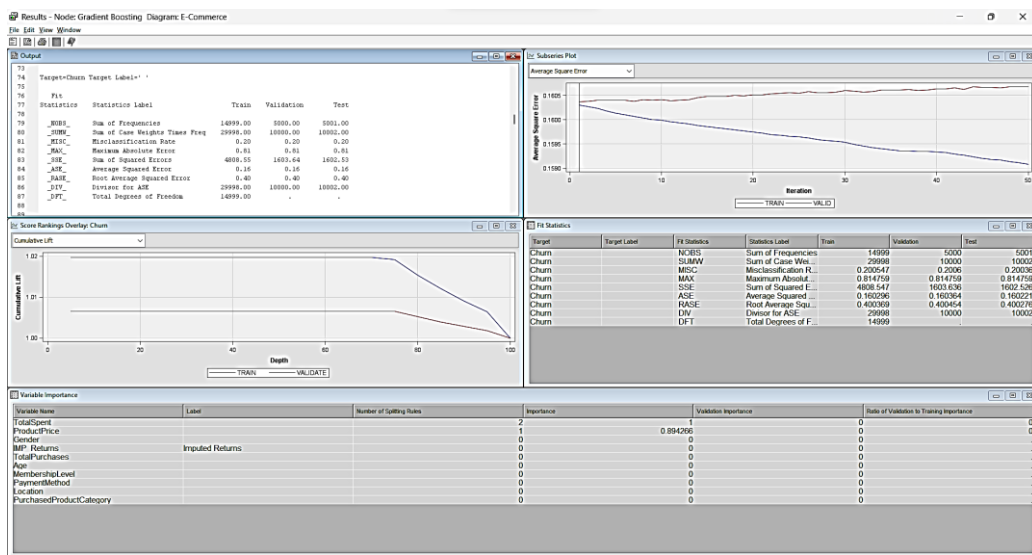 Results - Node: Gradient Boosting Diagram: E-Commerce
File Edit View Window
Output
73
74 Target=Churn Target Label=' '
75
76 Fit
77 Statistics Statistics Label Train Validation Test
78
79 _NOBS_ Sum of Frequencies 14999.00 5000.00 5001.00
80 _SUMW_ Sum of Case Weights Times Freq 29998.00 10000.00 10002.00
81 _MISC_ Misclassification Rate 0.20 0.20 0.20
82 _MAX_ Maximum Absolute Error 0.81 0.81 0.81
83 _SSE_ Sum of Squared Errors 4808.55 1603.64 1602.53
84 _ASE_ Average Squared Error 0.16 0.16 0.16
85 _RASE_ Root Average Squared Error 0.40 0.40 0.40
86 _DIV_ Divisor for ASE 29998.00 10000.00 10002.00
87 _DFT_ Total Degrees of Freedom 14999.00 . .
88
89
Subseries Plot
Average Square Error
Average Square Error
0.1605
0.1600
0.1595
0.1590
0 10 20 30 40 50
Iteration
TRAIN VALID
Score Rankings Overlay: Churn
Cumulative Lift
Cumulative Lift
1.02
1.01
1.00
0 20 40 60 80 100
Depth
TRAIN VALIDATE
Fit Statistics
Target Target Label Fit Statistics Statistics Label Train Validation Test
Churn NOBS Sum of Frequencies 14999 5000 5001
Churn SUMW Sum of Case Wei... 29998 10000 10002
Churn MISC Misclassification R... 0.200547 0.2006 0.20036
Churn MAX Maximum Absolut... 0.814759 0.814759 0.814759
Churn SSE Sum of Squared E... 4808.547 1603.636 1602.526
Churn ASE Average Squared ... 0.160296 0.160364 0.160221
Churn RASE Root Average Squ... 0.400369 0.400454 0.400276
Churn DIV Divisor for ASE 29998 10000 10002
Churn DFT Total Degrees of F... 14999 .
Variable Importance
Variable Name Label Number of Splitting Rules Importance Validation Importance Ratio of Validation to Training Importance
TotalSpent 2 1 0 0
ProductPrice 1 0.894266 0 0
Gender 0 0 0
IMP_Returns Imputed Returns 0 0 0
TotalPurchases 0 0 0
Age 0 0 0
MembershipLevel 0 0 0
PaymentMethod 0 0 0
Location 0 0 0
PurchasedProductCategory 0 0 0